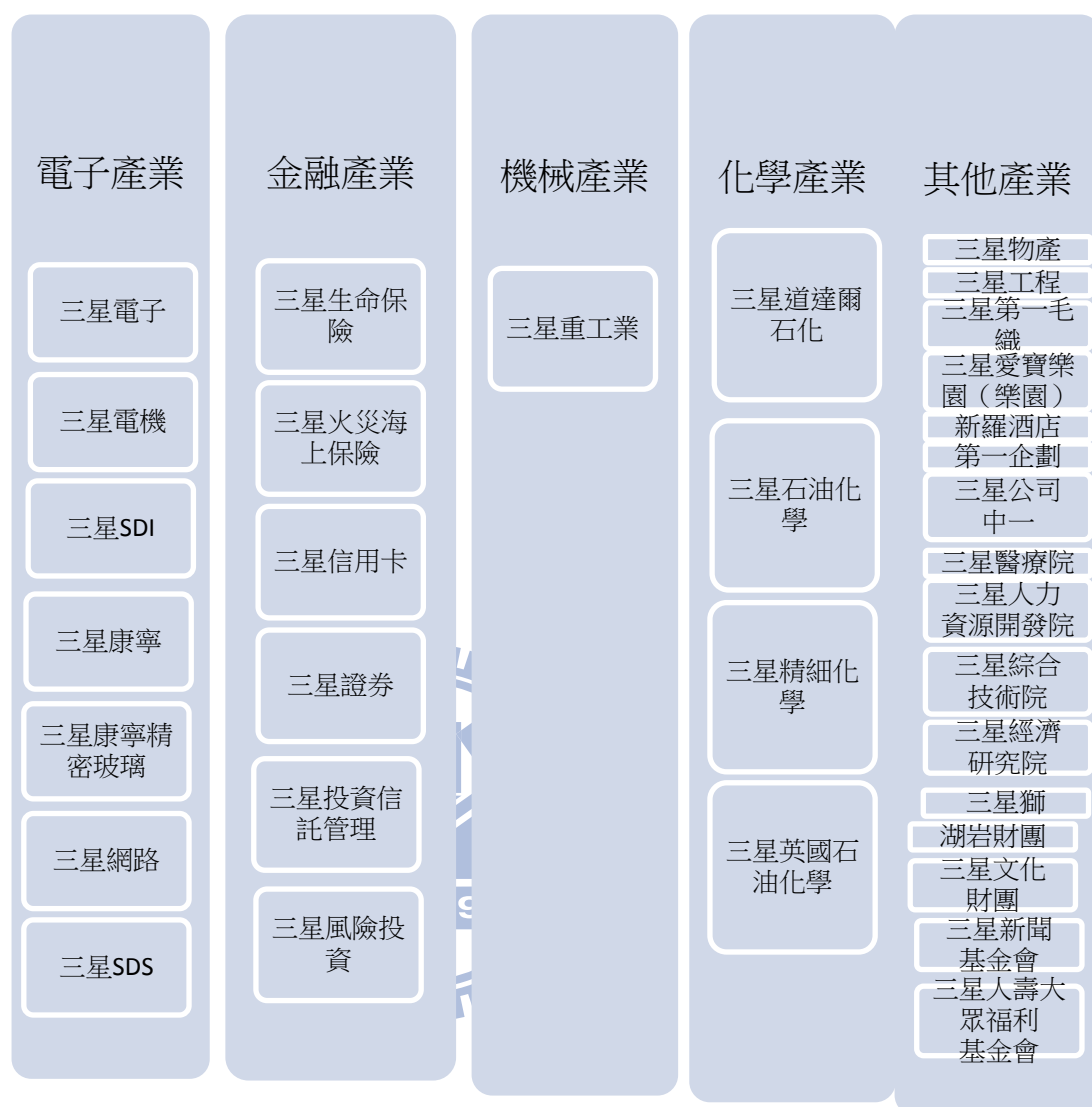 電子產業
三星電子
三星電機
三星SDI
三星康寧
三星康寧精
密玻璃
三星網路
三星SDS
金融產業
三星生命保
險
三星火災海
上保險
三星信用卡
三星證券
三星投資信
託管理
三星風險投
資
機械產業
三星重工業
化學產業
三星道達爾
石化
三星石油化
學
三星精細化
學
三星英國石
油化學
其他產業
三星物產
三星工程
三星第一毛
織
三星愛寶樂
園（樂園）
新羅酒店
第一企劃
三星公司
中一
三星醫療院
三星人力
資源開發院
三星綜合
技術院
三星經濟
研究院
三星獅
湖岩財團
三星文化
財團
三星新聞
基金會
三星人壽大
眾福利
基金會